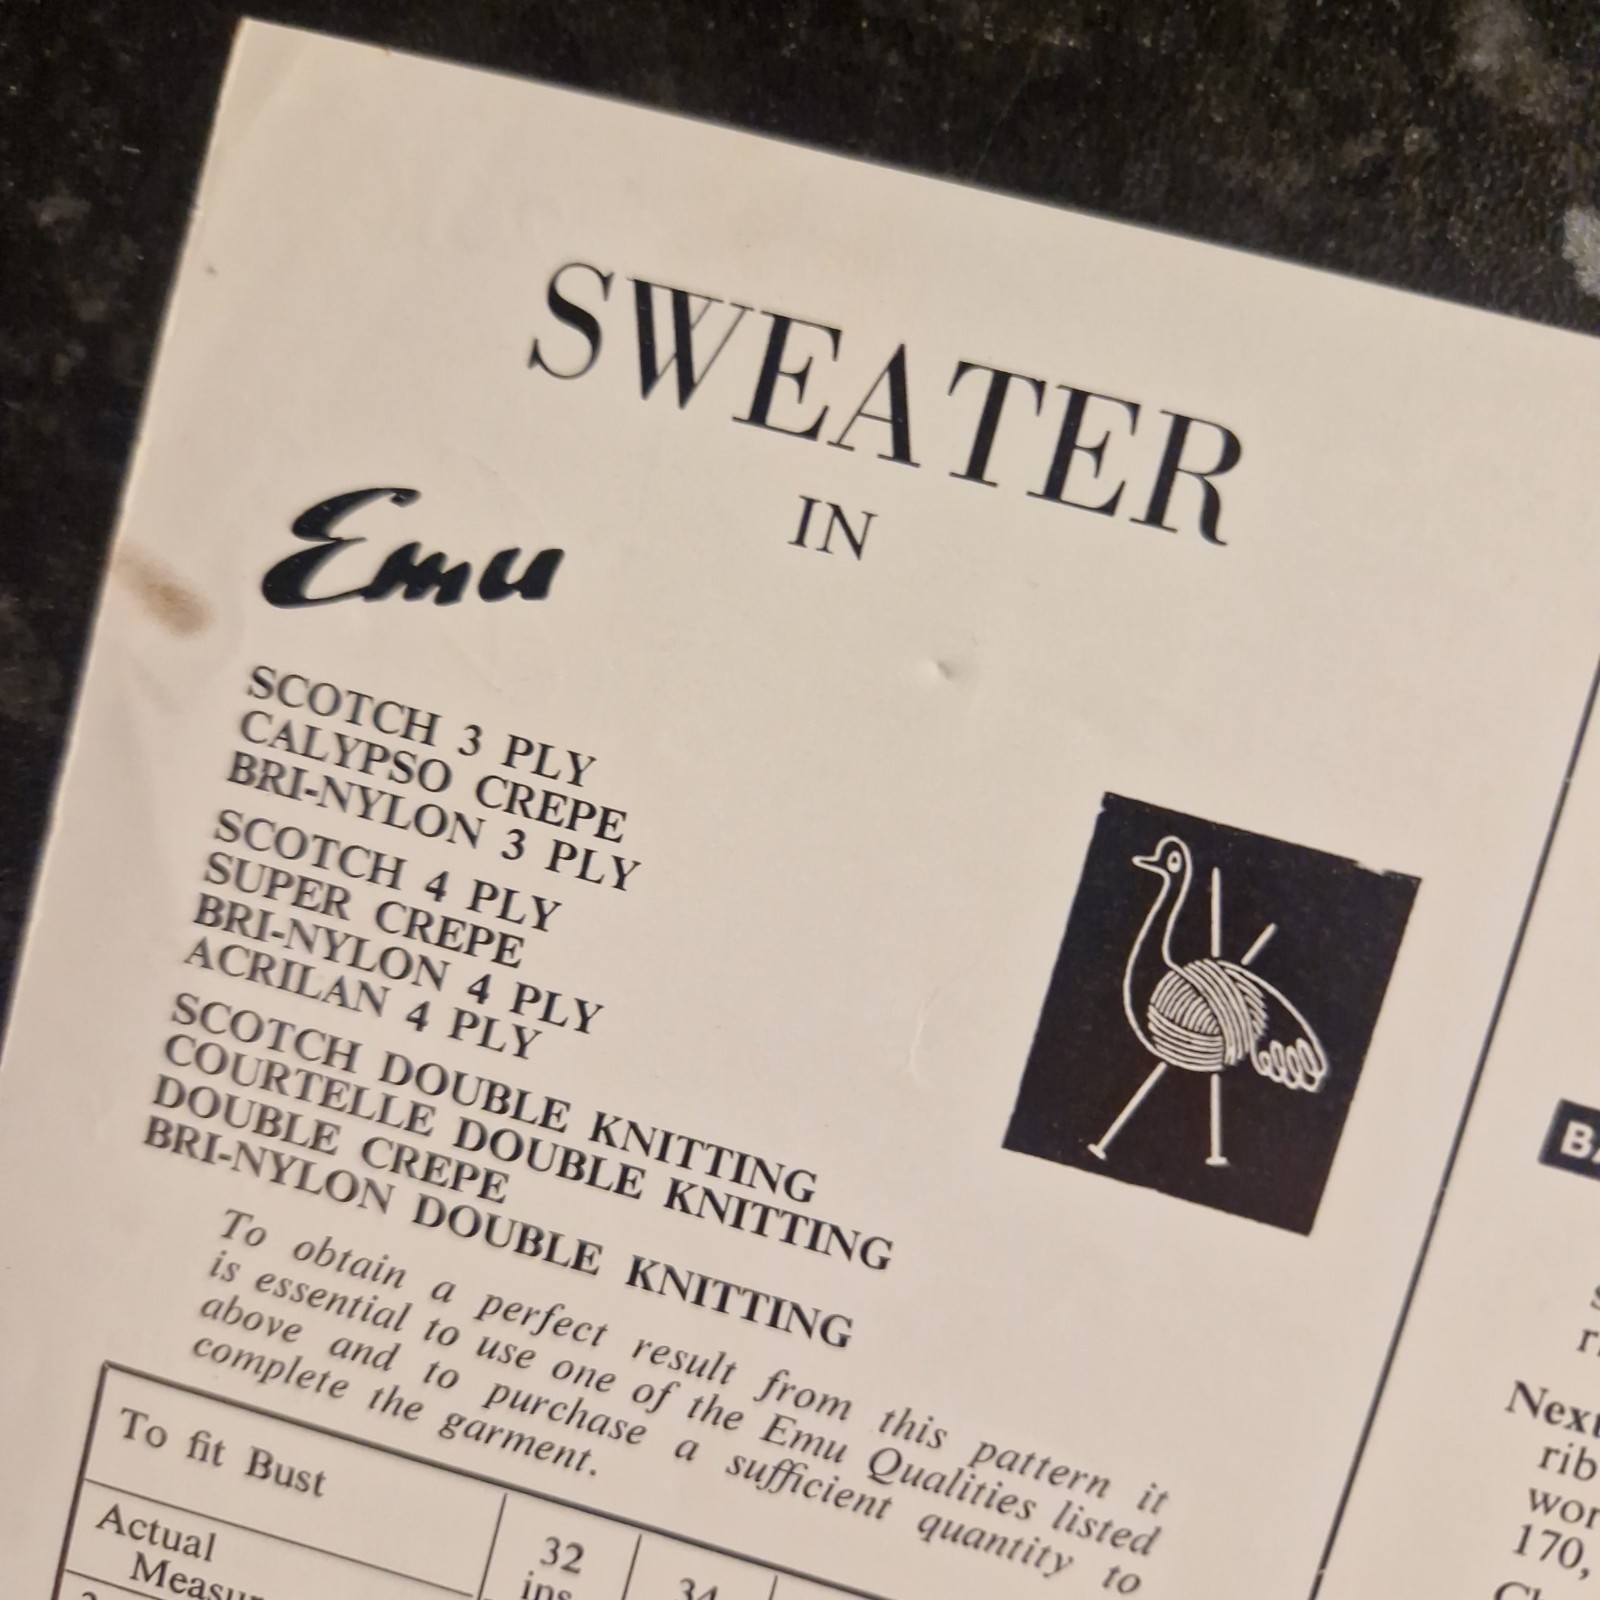 SWEATER
IN
Emu
SCOTCH 3 PLY
CALYPSO CREPE
BRI-NYLON 3 PLY
SCOTCH 4 PLY
SUPER CREPE
BRI-NYLON 4 PLY
ACRILAN 4 PLY
SCOTCH DOUBLE KNITTING
COURTELLE DOUBLE KNITTING
DOUBLE CREPE
BRI-NYLON DOUBLE KNITTING
To obtain a perfect result from this pattern it
is essential to use one of the Emu Qualities listed
above and to purchase a sufficient quantity to
complete the garment.
To fit Bust
32
ins
34
Actual
Next
rib
170,